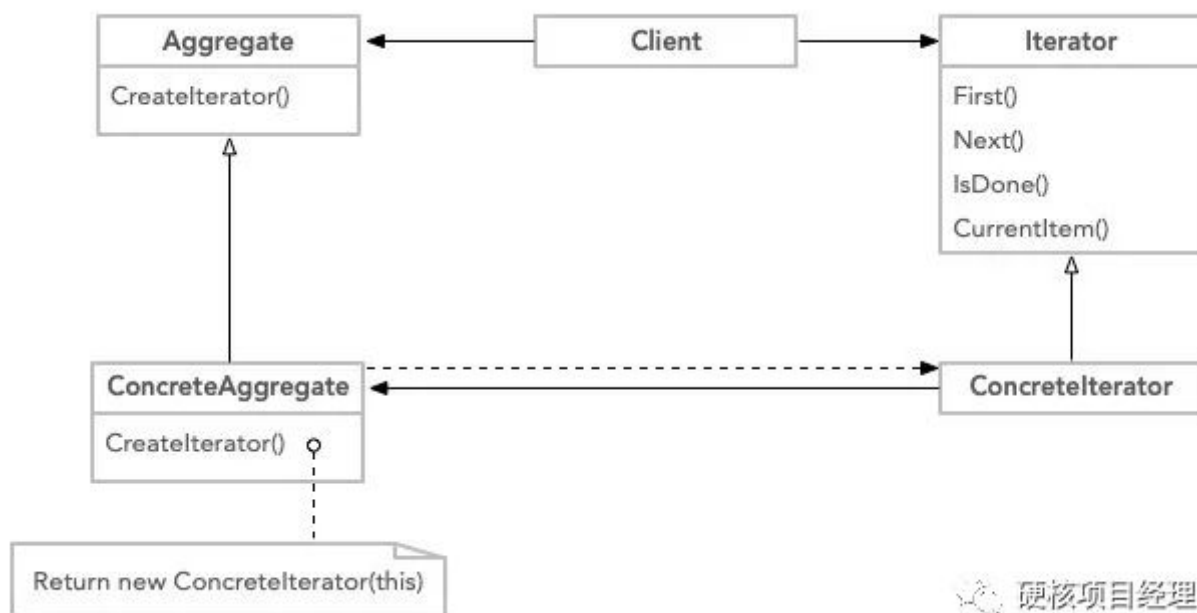 Aggregate
CreateIterator()
Client
Iterator
First()
Next()
IsDone()
CurrentItem()
ConcreteAggregate
CreateIterator()
ConcreteIterator
Return new ConcreteIterator(this)
硬核项目经理